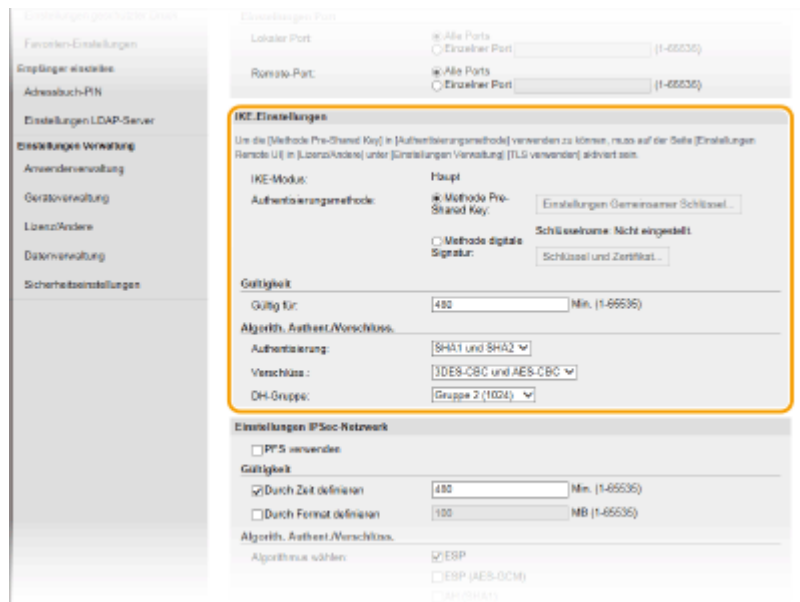 Favoriten-Einstellungen
Empfänger einstellen
Adressbuch-PIN
Einstellungen LDAP-Server
Einstellungen Verwaltung
Anwenderverwaltung
Geräteverwaltung
Lizenz/Andere
Datenverwaltung
Sicherheitseinstellungen
Einstellungen Port
Lokaler Port:
Alle Ports
Einzelner Port
(1-65535)
Remote-Port:
Alle Ports
Einzelner Port
(1-65535)
IKE-Einstellungen
Um die [Methode Pre-Shared Key] in [Authentisierungsmethode] verwenden zu können, muss auf der Seite [Einstellungen
Remote UI] in [Lizenz/Andere] unter [Einstellungen Verwaltung] [TLS verwenden] aktiviert sein.
IKE-Modus:
Haupt
Authentisierungsmethode:
Methode Pre-
Shared Key:
Einstellungen Gemeinsamer Schlüssel...
Schlüsselname: Nicht eingestellt.
Methode digitale
Signatur:
Schlüssel und Zertifikat...
Gültigkeit
Gültig für:
480
Min. (1-65535)
Algorith. Authent./Verschlüss.
Authentisierung:
SHA1 und SHA2
Verschlüss.:
3DES-CBC und AES-CBC
DH-Gruppe:
Gruppe 2 (1024)
Einstellungen IPSec-Netzwerk
PFS verwenden
Gültigkeit
Durch Zeit definieren
480
Min. (1-65535)
Durch Format definieren
100
MB (1-65535)
Algorith. Authent./Verschlüss.
Algorithmus wählen:
ESP
ESP (AES-GCM)